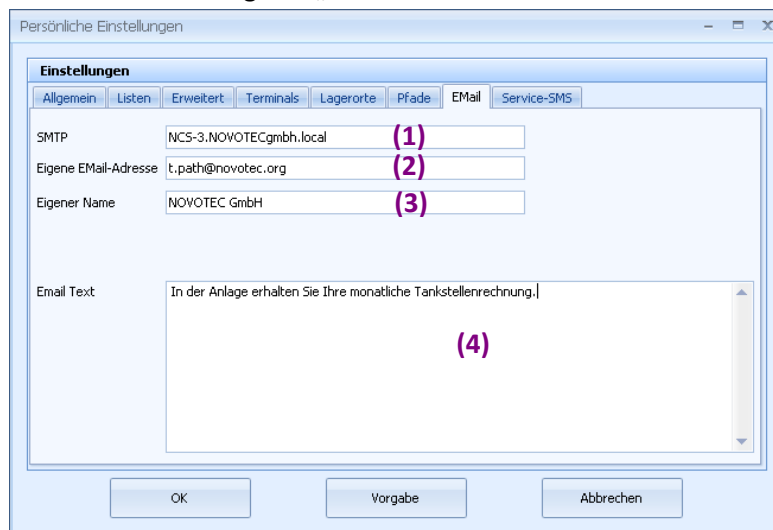 Persönliche Einstellungen
Einstellungen
Allgemein Listen Erweitert Terminals Lagerorte Pfade EMail Service-SMS
SMTP NCS-3.NOVOTECgmbh.local (1)
Eigene EMail-Adresse t.path@novotec.org (2)
Eigener Name NOVOTEC GmbH (3)
Email Text In der Anlage erhalten Sie Ihre monatliche Tankstellenrechnung.
(4)
OK Vorgabe Abbrechen